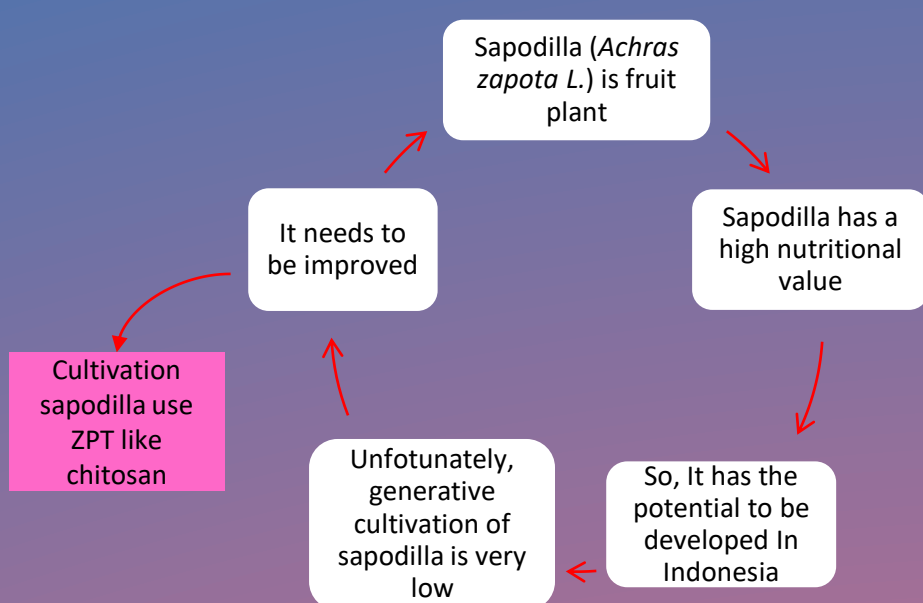 Sapodilla (Achras
zapota L.) is fruit
plant
Sapodilla has a
high nutritional
value
So, It has the
potential to be
developed In
Indonesia
Unfotunately,
generative
cultivation of
sapodilla is very
low
It needs to
be improved
Cultivation
sapodilla use
ZPT like
chitosan